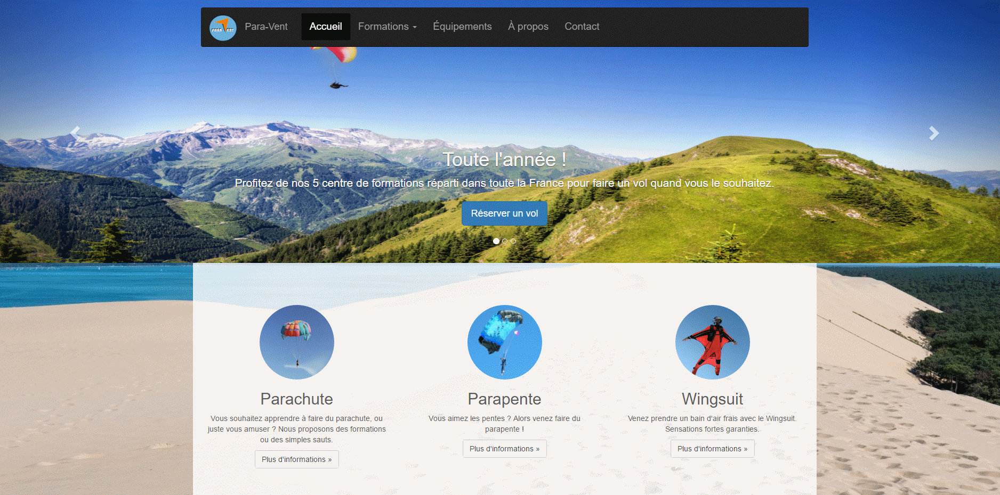 PARA VENT
Para-Vent Accueil Formations Équipements À propos Contact
Toute l'année !
Profitez de nos 5 centre de formations réparti dans toute la France pour faire un vol quand vous le souhaitez.
Réserver un vol
Parachute
Vous souhaitez apprendre à faire du parachute, ou
juste vous amuser ? Nous proposons des formations
ou des simples sauts.
Plus d'informations »
Parapente
Vous aimez les pentes ? Alors venez faire du
parapente !
Plus d'informations »
Wingsuit
Venez prendre un bain d'air frais avec le Wingsuit.
Sensations fortes garanties.
Plus d'informations »